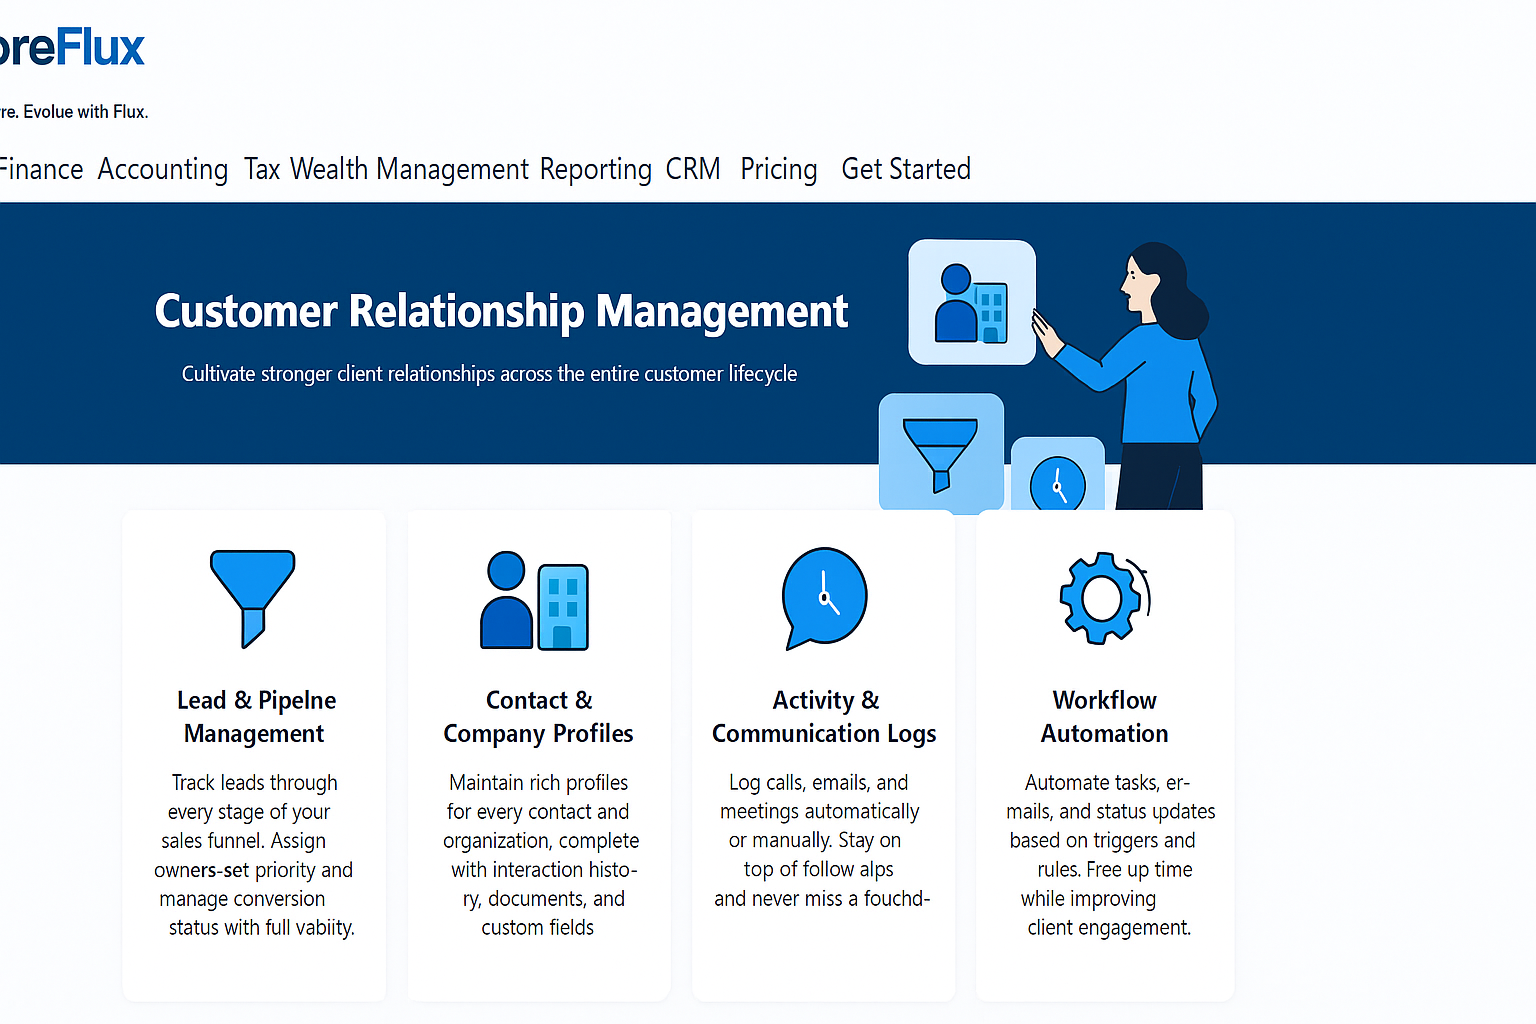 oreFlux
re. Evolue with Flux.
Finance Accounting Tax Wealth Management Reporting CRM Pricing Get Started
Customer Relationship Management
Cultivate stronger client relationships across the entire customer lifecycle
Lead & Pipelne
Management
Track leads through
every stage of your
sales funnel. Assign
owners-set priority and
manage conversion
status with full vabiity.
Contact &
Company Profiles
Maintain rich profiles
for every contact and
organization, complete
with interaction histo-
ry, documents, and
custom fields
Activity &
Communication Logs
Log calls, emails, and
meetings automatically
or manually. Stay on
top of follow alps
and never miss a fouchd-
Workflow
Automation
Automate tasks, er-
mails, and status updates
based on triggers and
rules. Free up time
while improving
client engagement.